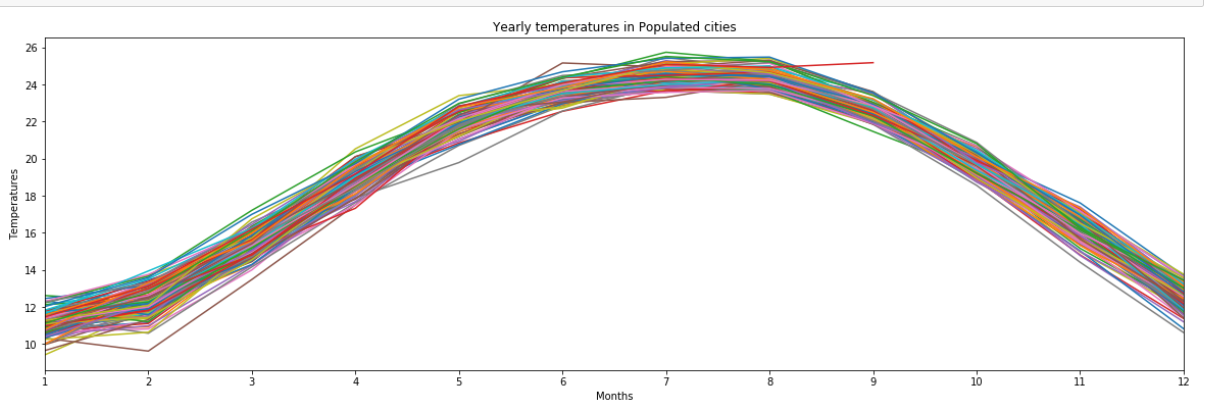 Yearly temperatures in Populated cities
26
24
22
20
18
16
14
12
10
Temperatures
1 2 3 4 5 6 7 8 9 10 11 12
Months